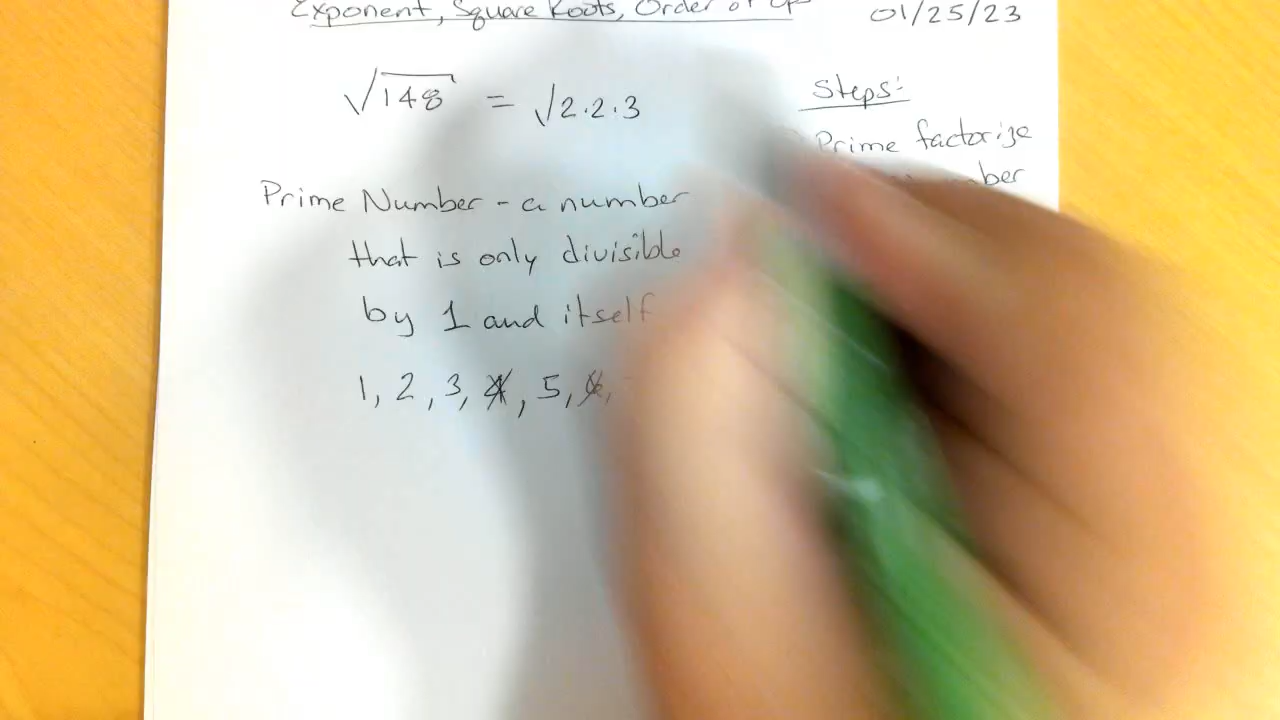 Exponent, Square Roots, Order of Op
01/25/23
√148 = √2.2.3
Steps:
Prime factorize
Prime Number - a number
that is only divisible
by 1 and itself
1, 2, 3, 4, 5, 6,